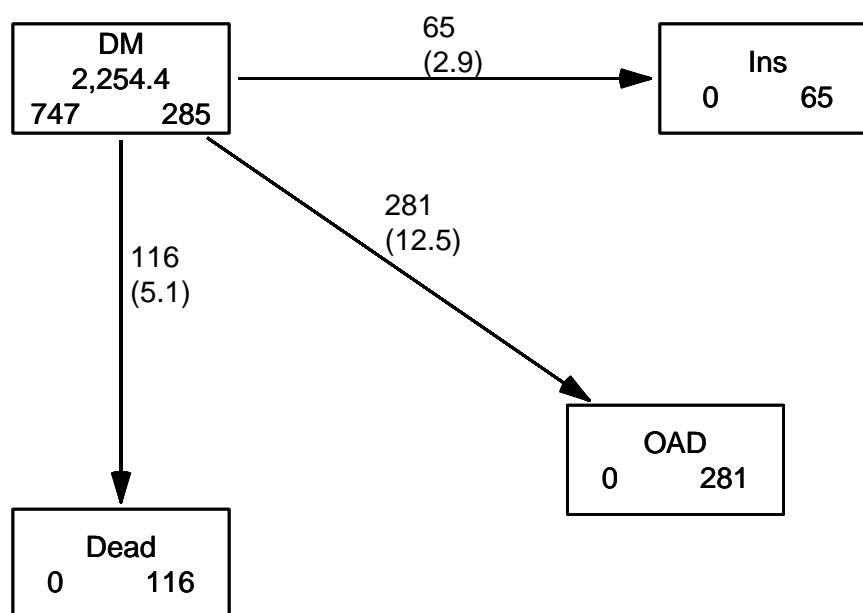 DM
2,254.4
747 285
65
(2.9)
Ins
0 65
281
(12.5)
116
(5.1)
OAD
0 281
Dead
0 116